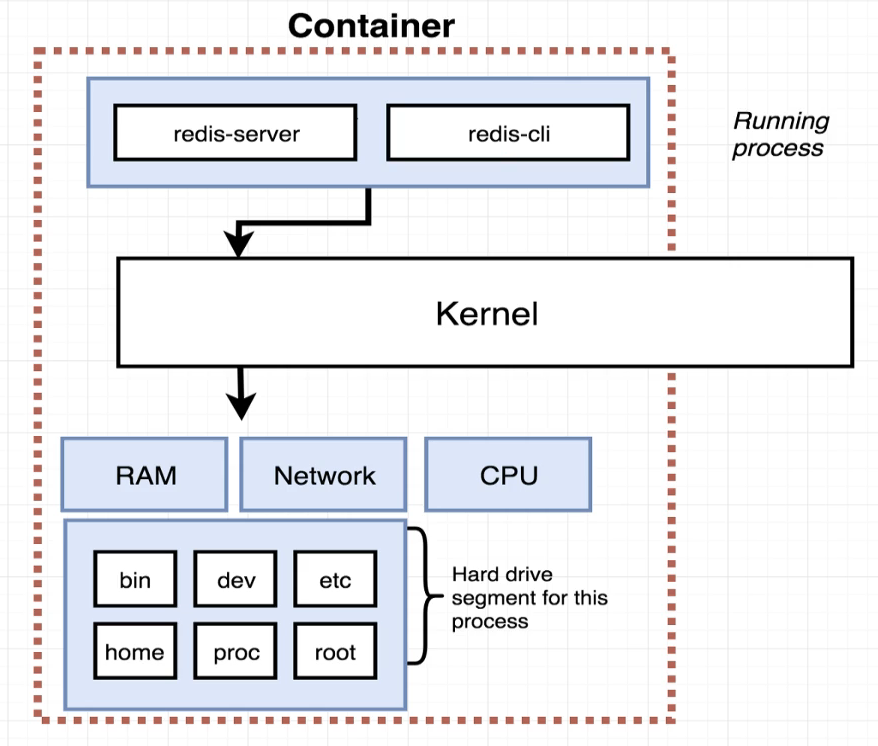 Container
redis-server
redis-cli
Running
process
Kernel
RAM
Network
CPU
bin
dev
etc
home
proc
root
Hard drive
segment for this
process